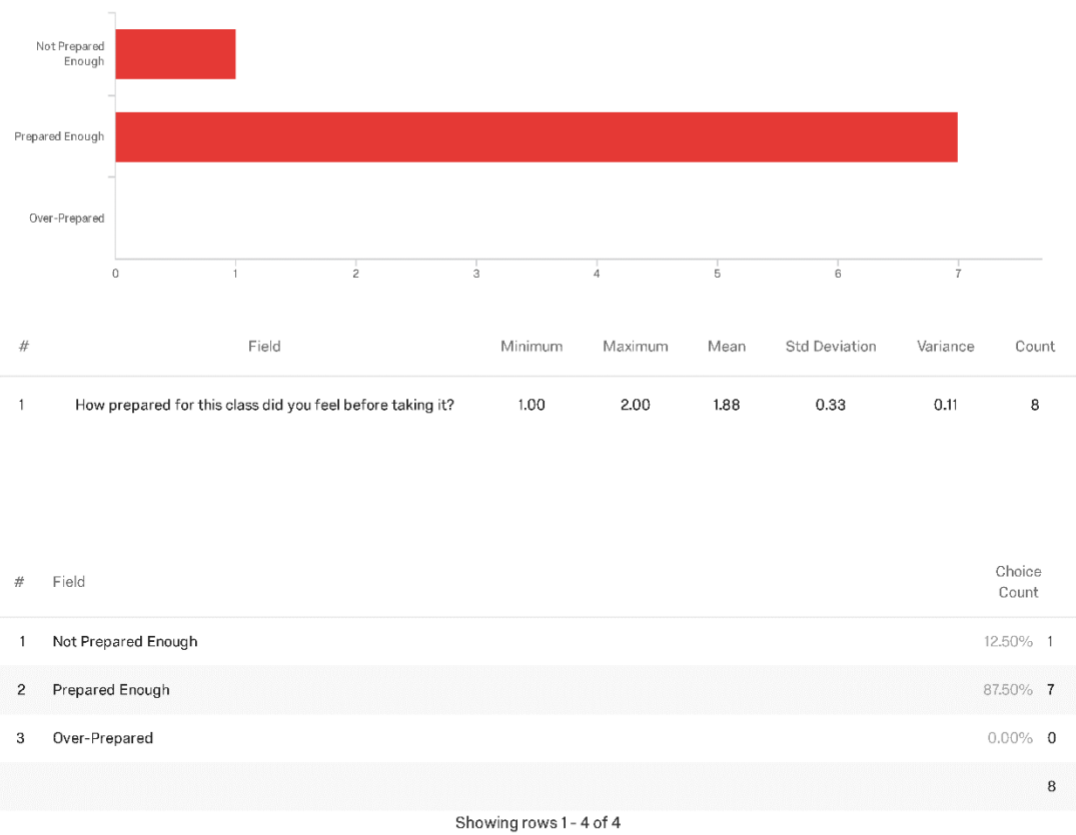 Not Prepared
Enough
Prepared Enough
Over-Prepared
0 1 2 3 4 5 6 7
# Field Minimum Maximum Mean Std Deviation Variance Count
1 How prepared for this class did you feel before taking it? 1.00 2.00 1.88 0.33 0.11 8
# Field Choice
Count
1 Not Prepared Enough 12.50% 1
2 Prepared Enough 87.50% 7
3 Over-Prepared 0.00% 0
8
Showing rows 1 - 4 of 4